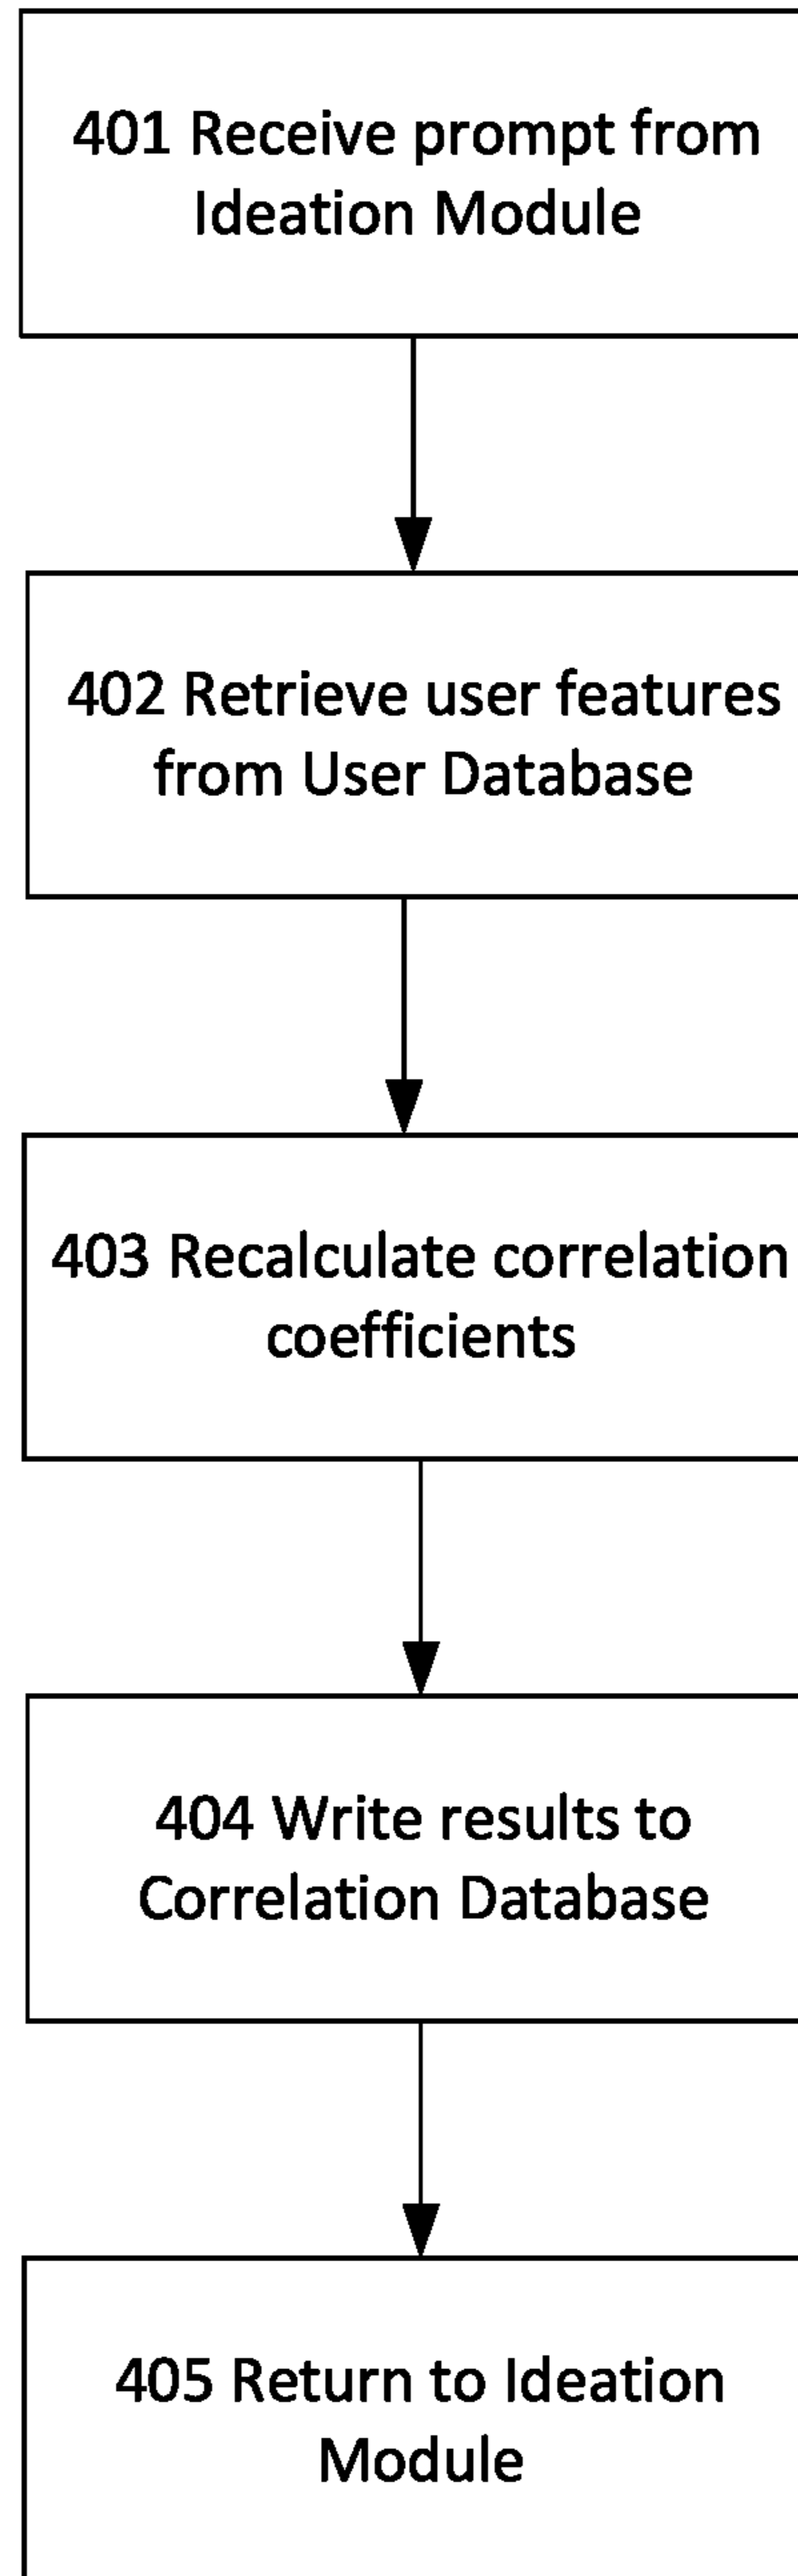 401 Receive prompt from
Ideation Module
402 Retrieve user features
from User Database
403 Recalculate correlation
coefficients
404 Write results to
Correlation Database
405 Return to Ideation
Module